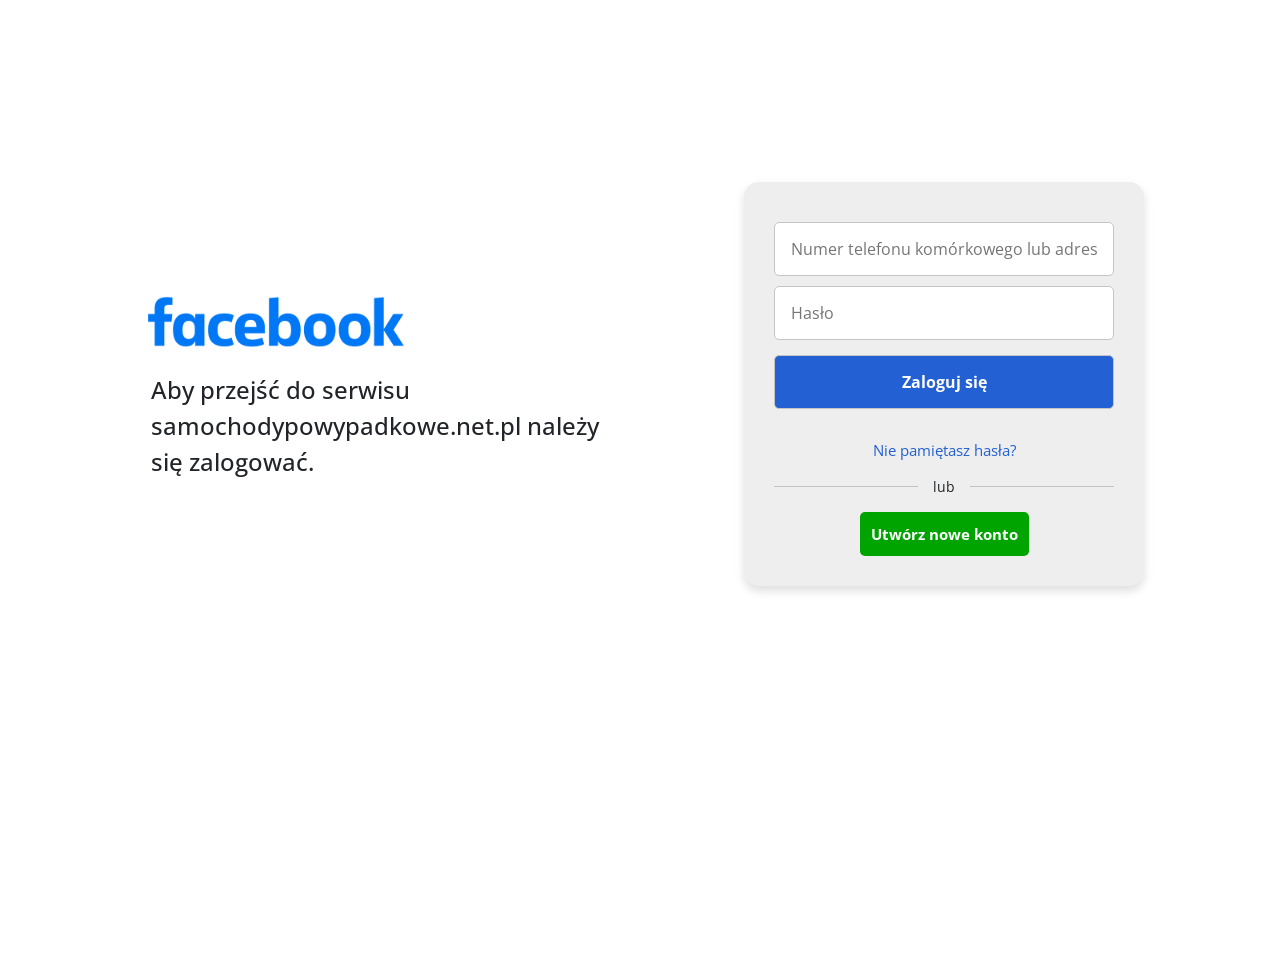 facebook
Aby przejść do serwisu
samochodypowypadkowe.net.pl należy
się zalogować.
Numer telefonu komórkowego lub adres
Hasło
Zaloguj się
Nie pamiętasz hasła?
lub
Utwórz nowe konto